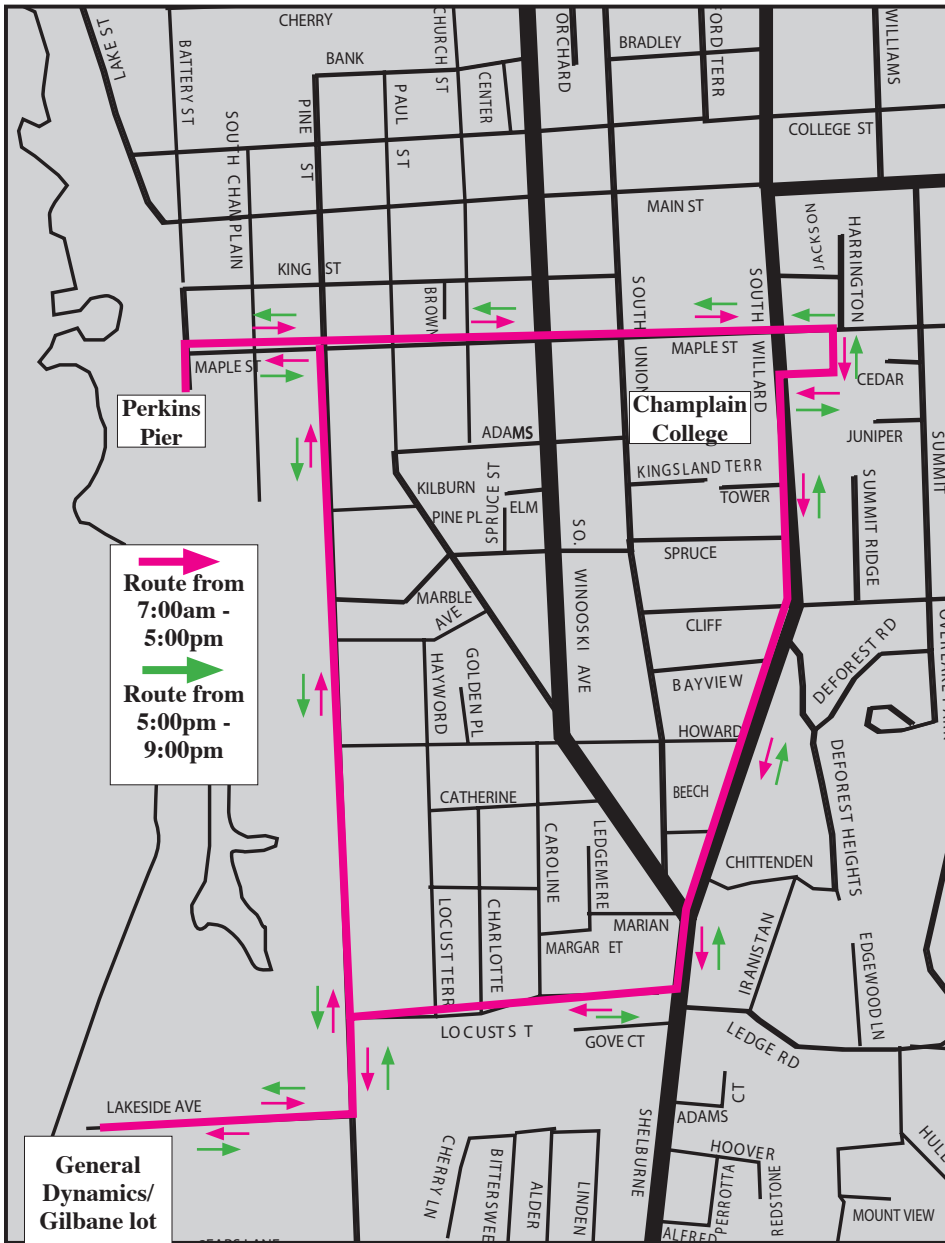 CHERRY
LAKE ST
BATTERY ST
CHURCH ST
ORCHARD
BRADLEY
FORD TERR
WILLIAMS
BANK
CENTER
PINE ST
PAUL ST
SOUTH CHAMPLAIN
COLLEGE ST
MAIN ST
JACKSON
HARRINGTON
KING ST
BROWN
SOUTH UNION
SOUTH WILLARD
MAPLE ST
MAPLE ST
CEDAR
Perkins
Pier
Champlain
College
ADAMS
JUNIPER
SUMMIT
KINGSLAND TERR
TOWER
KILBURN
SPRUCE ST
ELM
PINE PL
SO. WINOOSKI AVE
SUMMIT RIDGE
SPRUCE
Route from
7:00am -
5:00pm
Route from
5:00pm -
9:00pm
MARBLE
AVE
CLIFF
DEFOREST RD
HAYWORD
GOLDEN PL
BAYVIEW
HOWARD
DEFOREST HEIGHTS
CATHERINE
BEECH
CAROLINE
LEDGEMERE
CHITTENDEN
LOCUST TERR
CHARLOTTE
MARIAN
MARGAR ET
IRANISTAN
EDGEWOOD LN
LOCUST S T
GOVE CT
LEDGE RD
LAKESIDE AVE
ADAMS
CT
SHELBURNE
HOOVER
CHERRY LN
BITTERSWEE
ALDER
LINDEN
PERROTTA
REDSTONE
General
Dynamics/
Gilbane lot
MOUNT VIEW
ALFRED